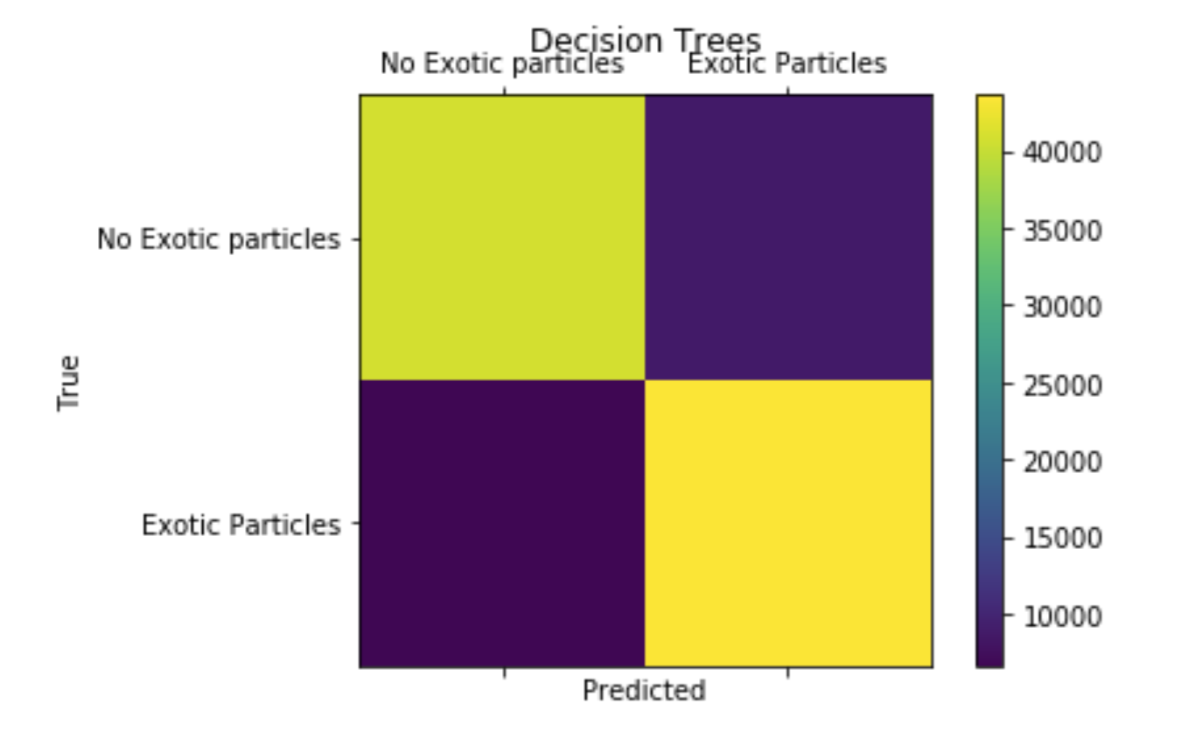 Decision Trees
No Exotic particles
Exotic Particles
No Exotic particles
Exotic Particles
True
Predicted
40000
35000
30000
25000
20000
15000
10000